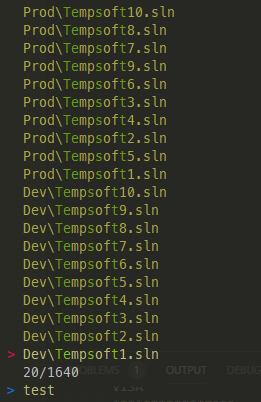 Prod\Tempsoft10.sln
Prod\Tempsoft8.sln
Prod\Tempsoft7.sln
Prod\Tempsoft9.sln
Prod\Tempsoft6.sln
Prod\Tempsoft3.sln
Prod\Tempsoft4.sln
Prod\Tempsoft2.sln
Prod\Tempsoft5.sln
Prod\Tempsoft1.sln
Dev\Tempsoft10.sln
Dev\Tempsoft9.sln
Dev\Tempsoft8.sln
Dev\Tempsoft7.sln
Dev\Tempsoft6.sln
Dev\Tempsoft5.sln
Dev\Tempsoft4.sln
Dev\Tempsoft3.sln
Dev\Tempsoft2.sln
> Dev\Tempsoft1.sln
20/1640 OBLEMS 1 OUTPUT DEBUG
> test